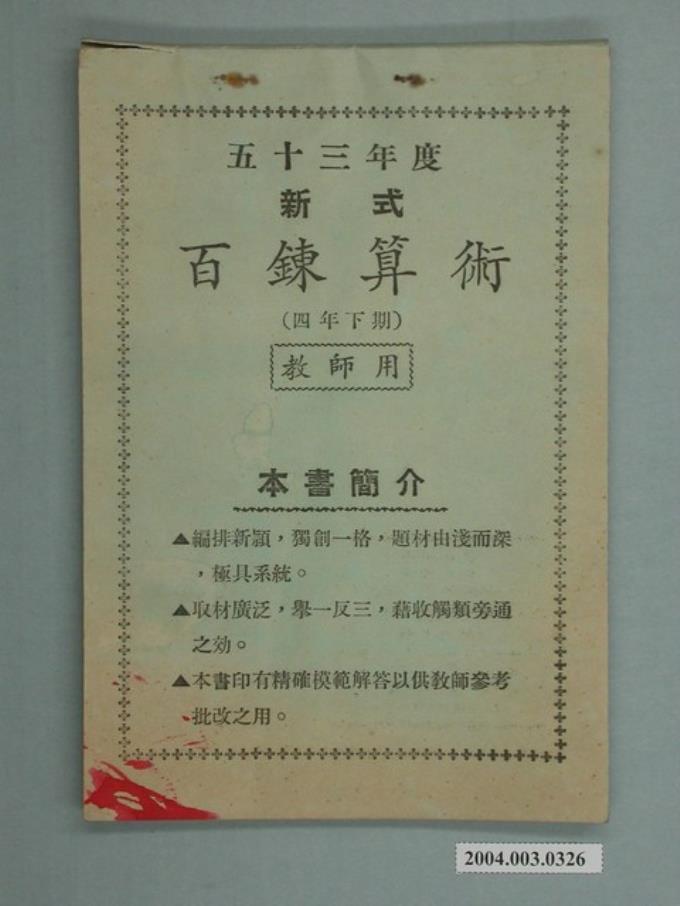 五十三年度
新式
百鍊算術
(四年下期)
教師用
本書簡介
▲編排新頴，獨創一格，題材由淺而深
，極具系統。
▲取材廣泛，舉一反三，藉收觸類旁通
之効。
▲本書印有精確模範解答以供教師參考
批改之用。
2004.003.0326